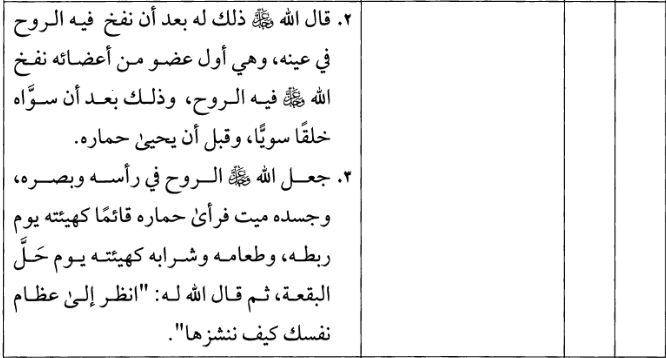 ٢. قال الله ﷻ ذلك له بعد أن نفخ فيه الروح
في عينه، وهي أول عضو من أعضائه نفخ
الله ﷻ فيه الروح، وذلك بعد أن سوَّاه
خلقًا سويًّا، وقبل أن يحيىٰ حماره.
٣. جعل الله ﷻ الروح في رأسه وبصره،
وجسده ميت فرأىٰ حماره قائمًا كهيئته يوم
ربطه، وطعامه وشرابه كهيئته يوم حَلَّ
البقعة، ثم قال الله له: "انظر إلىٰ عظام
نفسك كيف ننشزها".